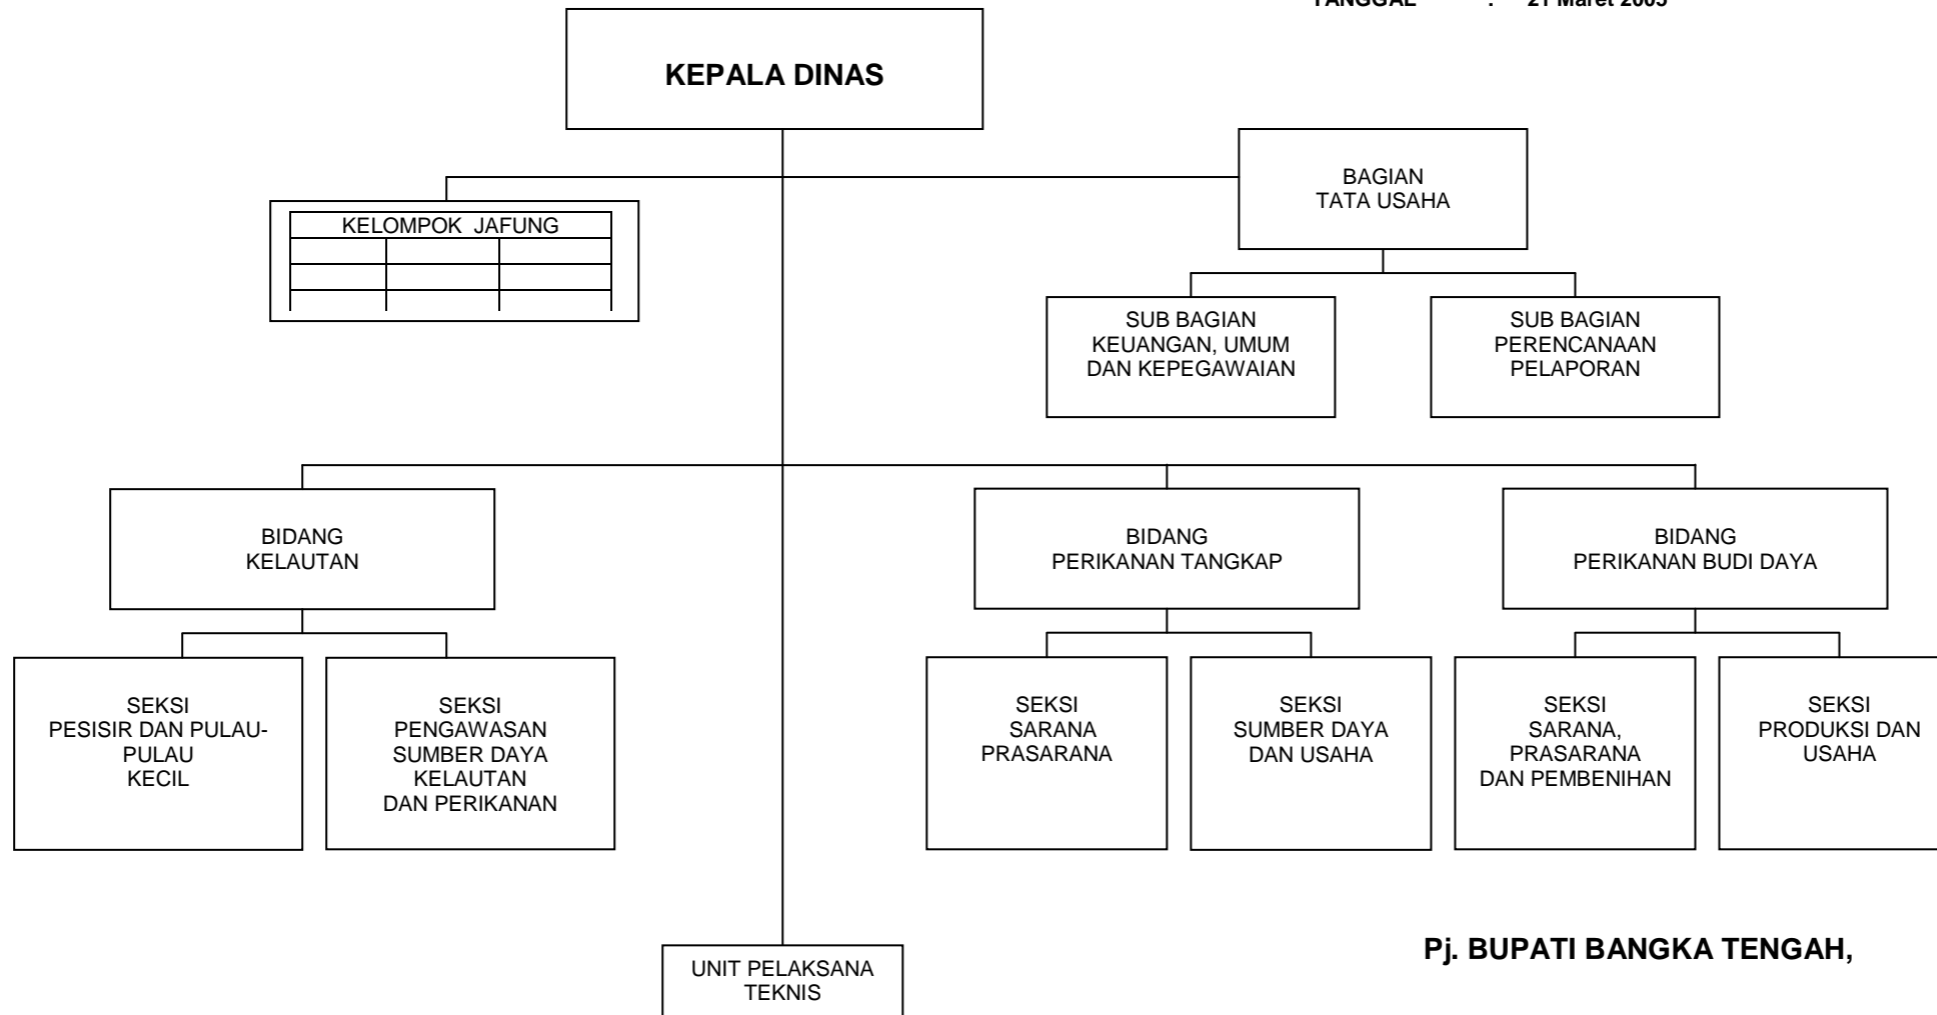 TANGGAL : 21 Maret 2005
KEPALA DINAS
BAGIAN
TATA USAHA
KELOMPOK JAFUNG
SUB BAGIAN
KEUANGAN, UMUM
DAN KEPEGAWAIAN
SUB BAGIAN
PERENCANAAN
PELAPORAN
BIDANG
KELAUTAN
BIDANG
PERIKANAN TANGKAP
BIDANG
PERIKANAN BUDI DAYA
SEKSI
PESISIR DAN PULAU-
PULAU
KECIL
SEKSI
PENGAWASAN
SUMBER DAYA
KELAUTAN
DAN PERIKANAN
SEKSI
SARANA
PRASARANA
SEKSI
SUMBER DAYA
DAN USAHA
SEKSI
SARANA,
PRASARANA
DAN PEMBENIHAN
SEKSI
PRODUKSI DAN
USAHA
Pj. BUPATI BANGKA TENGAH,
UNIT PELAKSANA
TEKNIS